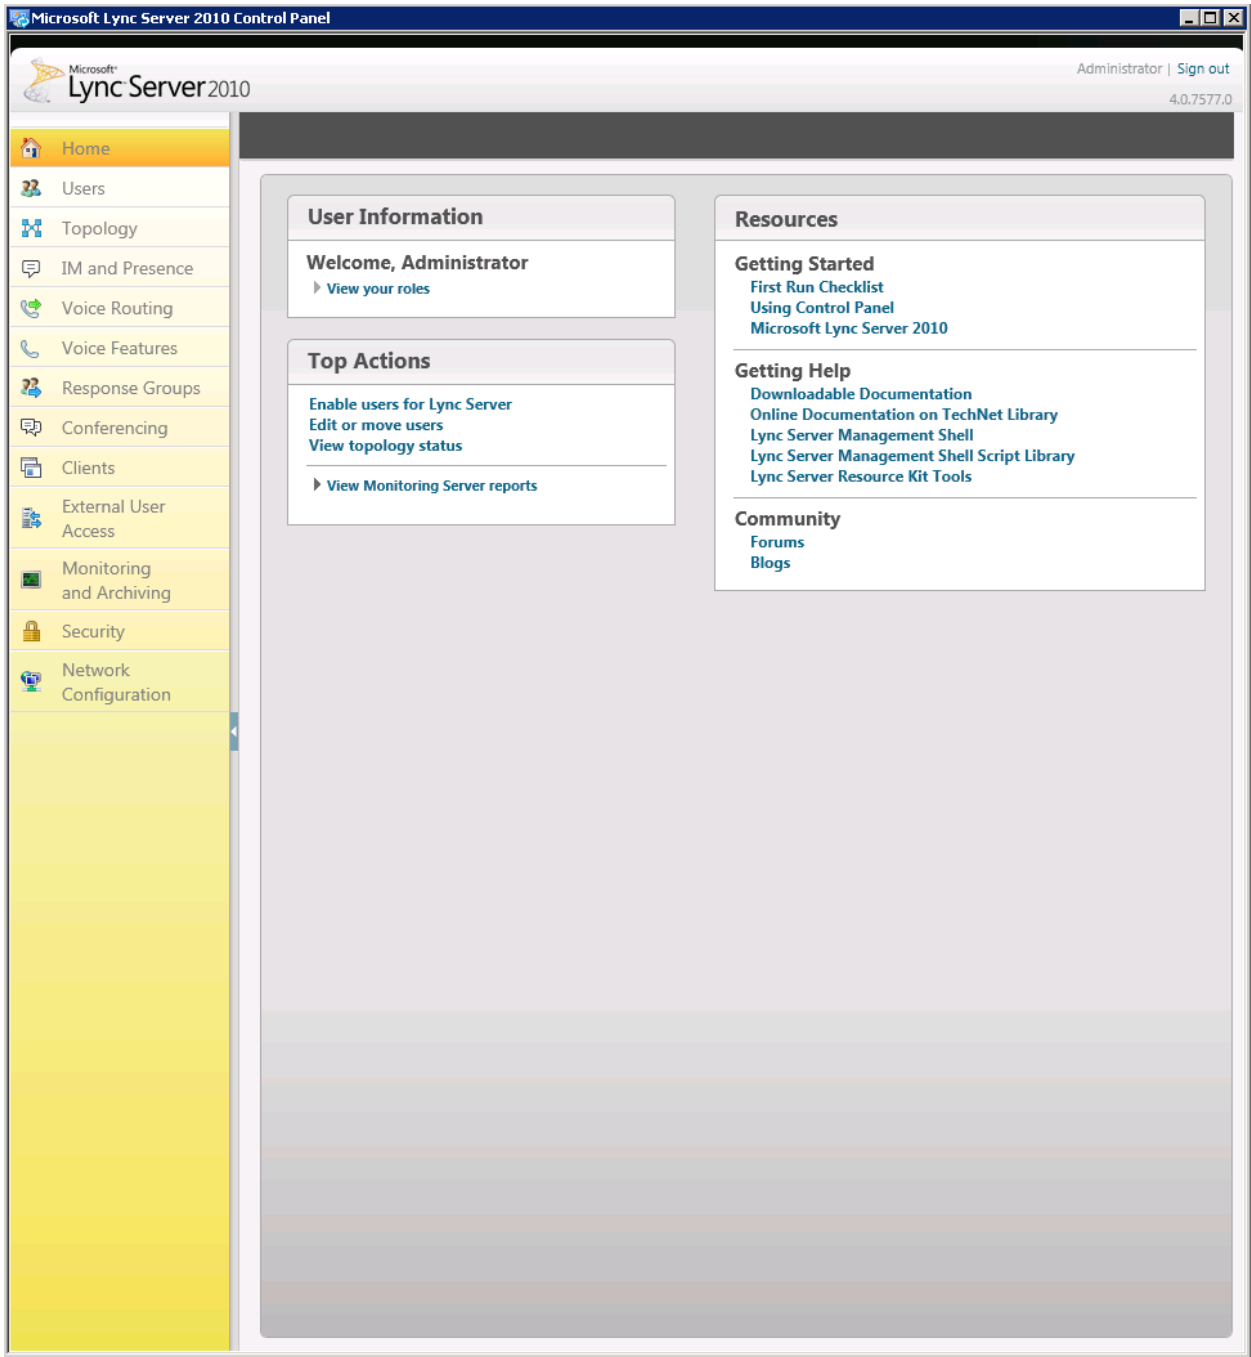 Microsoft Lync Server 2010 Control Panel
Microsoft®
Lync Server 2010
Administrator | Sign out
4.0.7577.0
Home
Users
Topology
IM and Presence
Voice Routing
Voice Features
Response Groups
Conferencing
Clients
External User
Access
Monitoring
and Archiving
Security
Network
Configuration
User Information
Welcome, Administrator
View your roles
Top Actions
Enable users for Lync Server
Edit or move users
View topology status
View Monitoring Server reports
Resources
Getting Started
First Run Checklist
Using Control Panel
Microsoft Lync Server 2010
Getting Help
Downloadable Documentation
Online Documentation on TechNet Library
Lync Server Management Shell
Lync Server Management Shell Script Library
Lync Server Resource Kit Tools
Community
Forums
Blogs